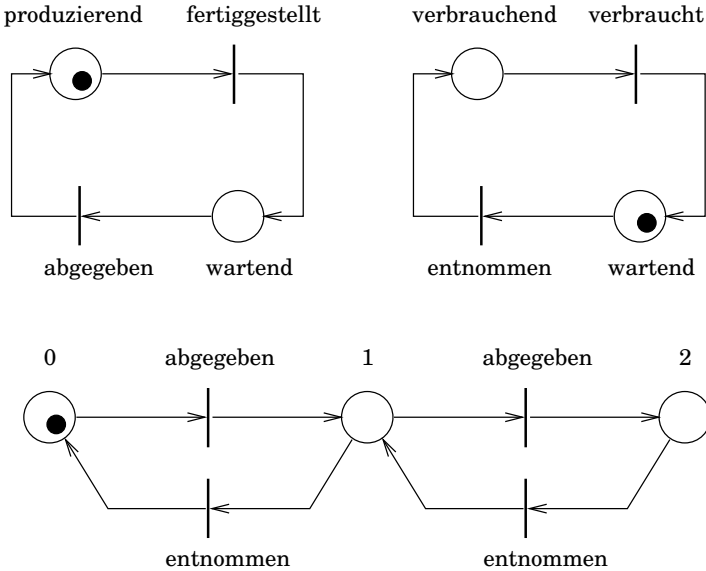 produzierend fertiggestellt verbrauchend verbraucht
abgegeben wartend entnommen wartend
0 abgegeben 1 abgegeben 2
entnommen entnommen